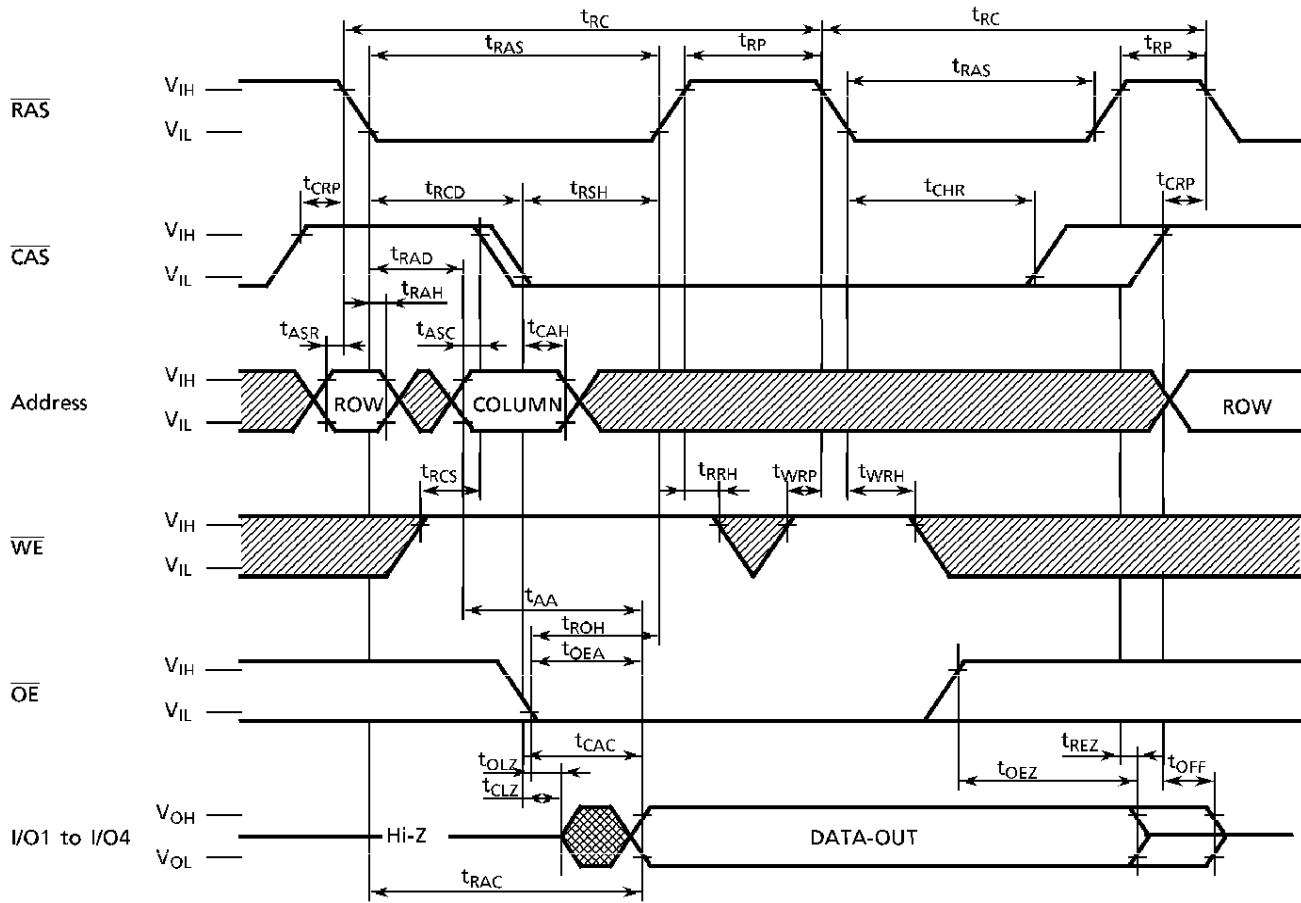 tRC tRC
tRAS tRP tRP
tRAS
RAS VIH
VIL
tCRP tRCD tRSH tCHR tCRP
CAS VIH
VIL
tRAD
tRAH
tASR tASC tCAH
Address VIH
VIL
ROW COLUMN ROW
tRCS tRRH tWRP tWRH
WE VIH
VIL
tAA
tROH
tOEA
OE VIH
VIL
tCAC tREZ
tOLZ tOEZ tOFF
tCLZ
I/O1 to I/O4 VOH
VOL
Hi-Z DATA-OUT
tRAC